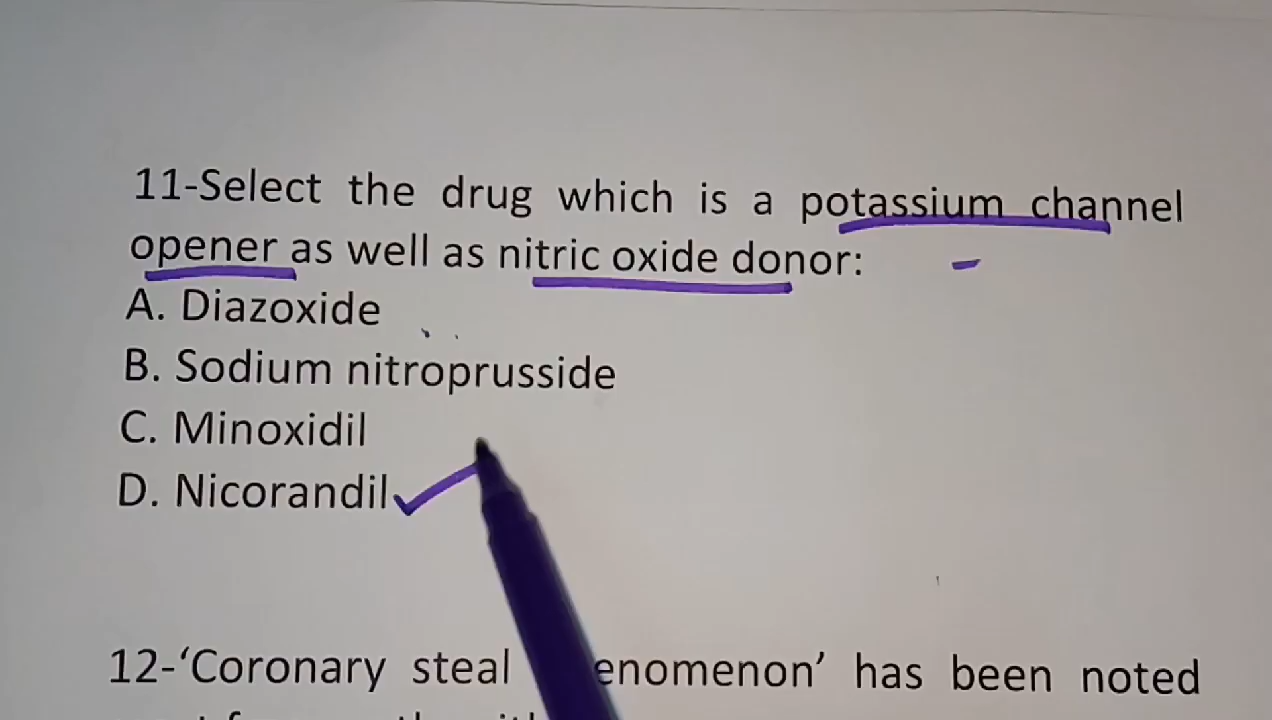 11-Select the drug which is a potassium channel
opener as well as nitric oxide donor:
A. Diazoxide
B. Sodium nitroprusside
C. Minoxidil
D. Nicorandil
12-‘Coronary steal enomenon’ has been noted